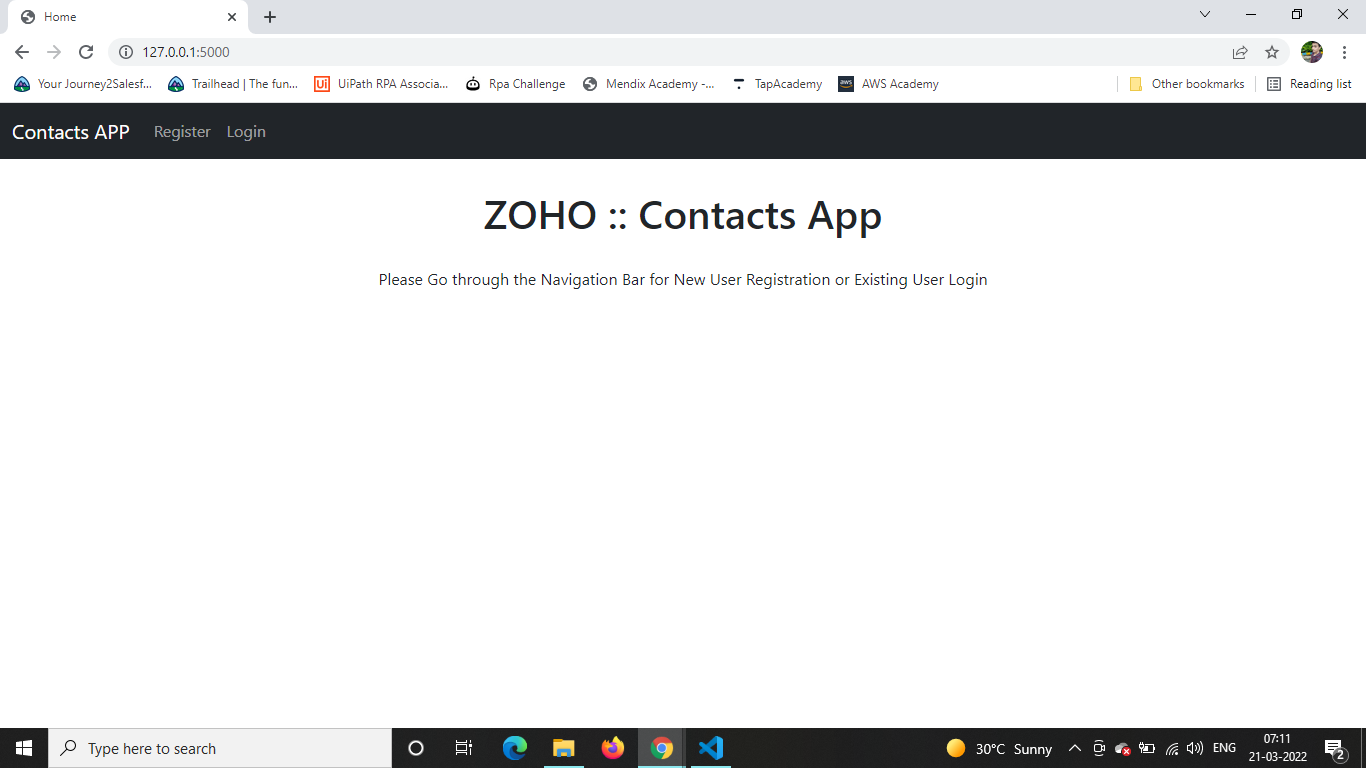 Home
127.0.0.1:5000
Your Journey2Salesf... Trailhead | The fun... Ui UiPath RPA Associa... Rpa Challenge Mendix Academy -... TapAcademy aws AWS Academy Other bookmarks Reading list
Contacts APP Register Login
ZOHO :: Contacts App
Please Go through the Navigation Bar for New User Registration or Existing User Login
Type here to search 30°C Sunny ENG 07:11
21-03-2022 2